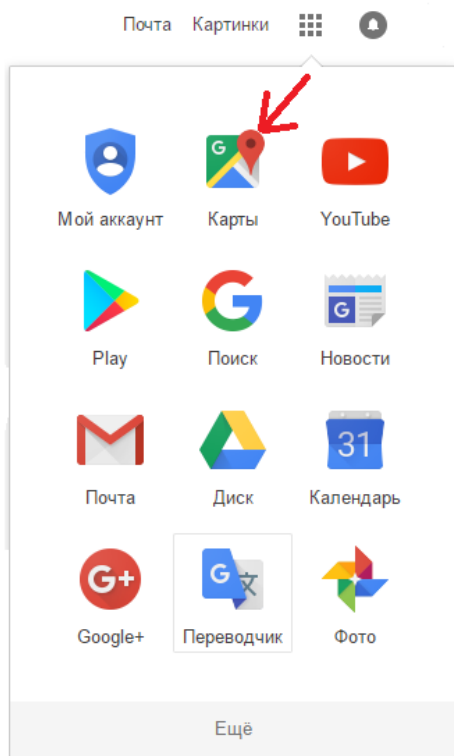 Почта Картинки
Мой аккаунт Карты YouTube
Play Поиск Новости
31
Почта Диск Календарь
G+
Google+ Переводчик Фото
Ещё